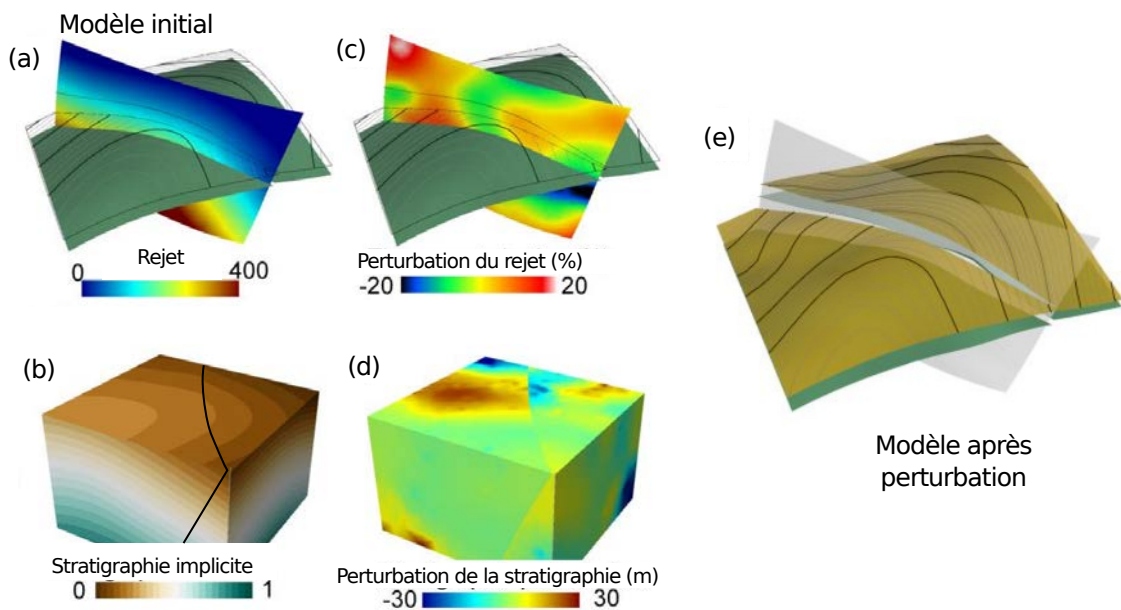 Modèle initial
(a)
(c)
Rejet
0
400
Perturbation du rejet (%)
-20
20
(b)
(d)
Stratigraphie implicite
0
1
Perturbation de la stratigraphie (m)
-30
30
(e)
Modèle après
perturbation